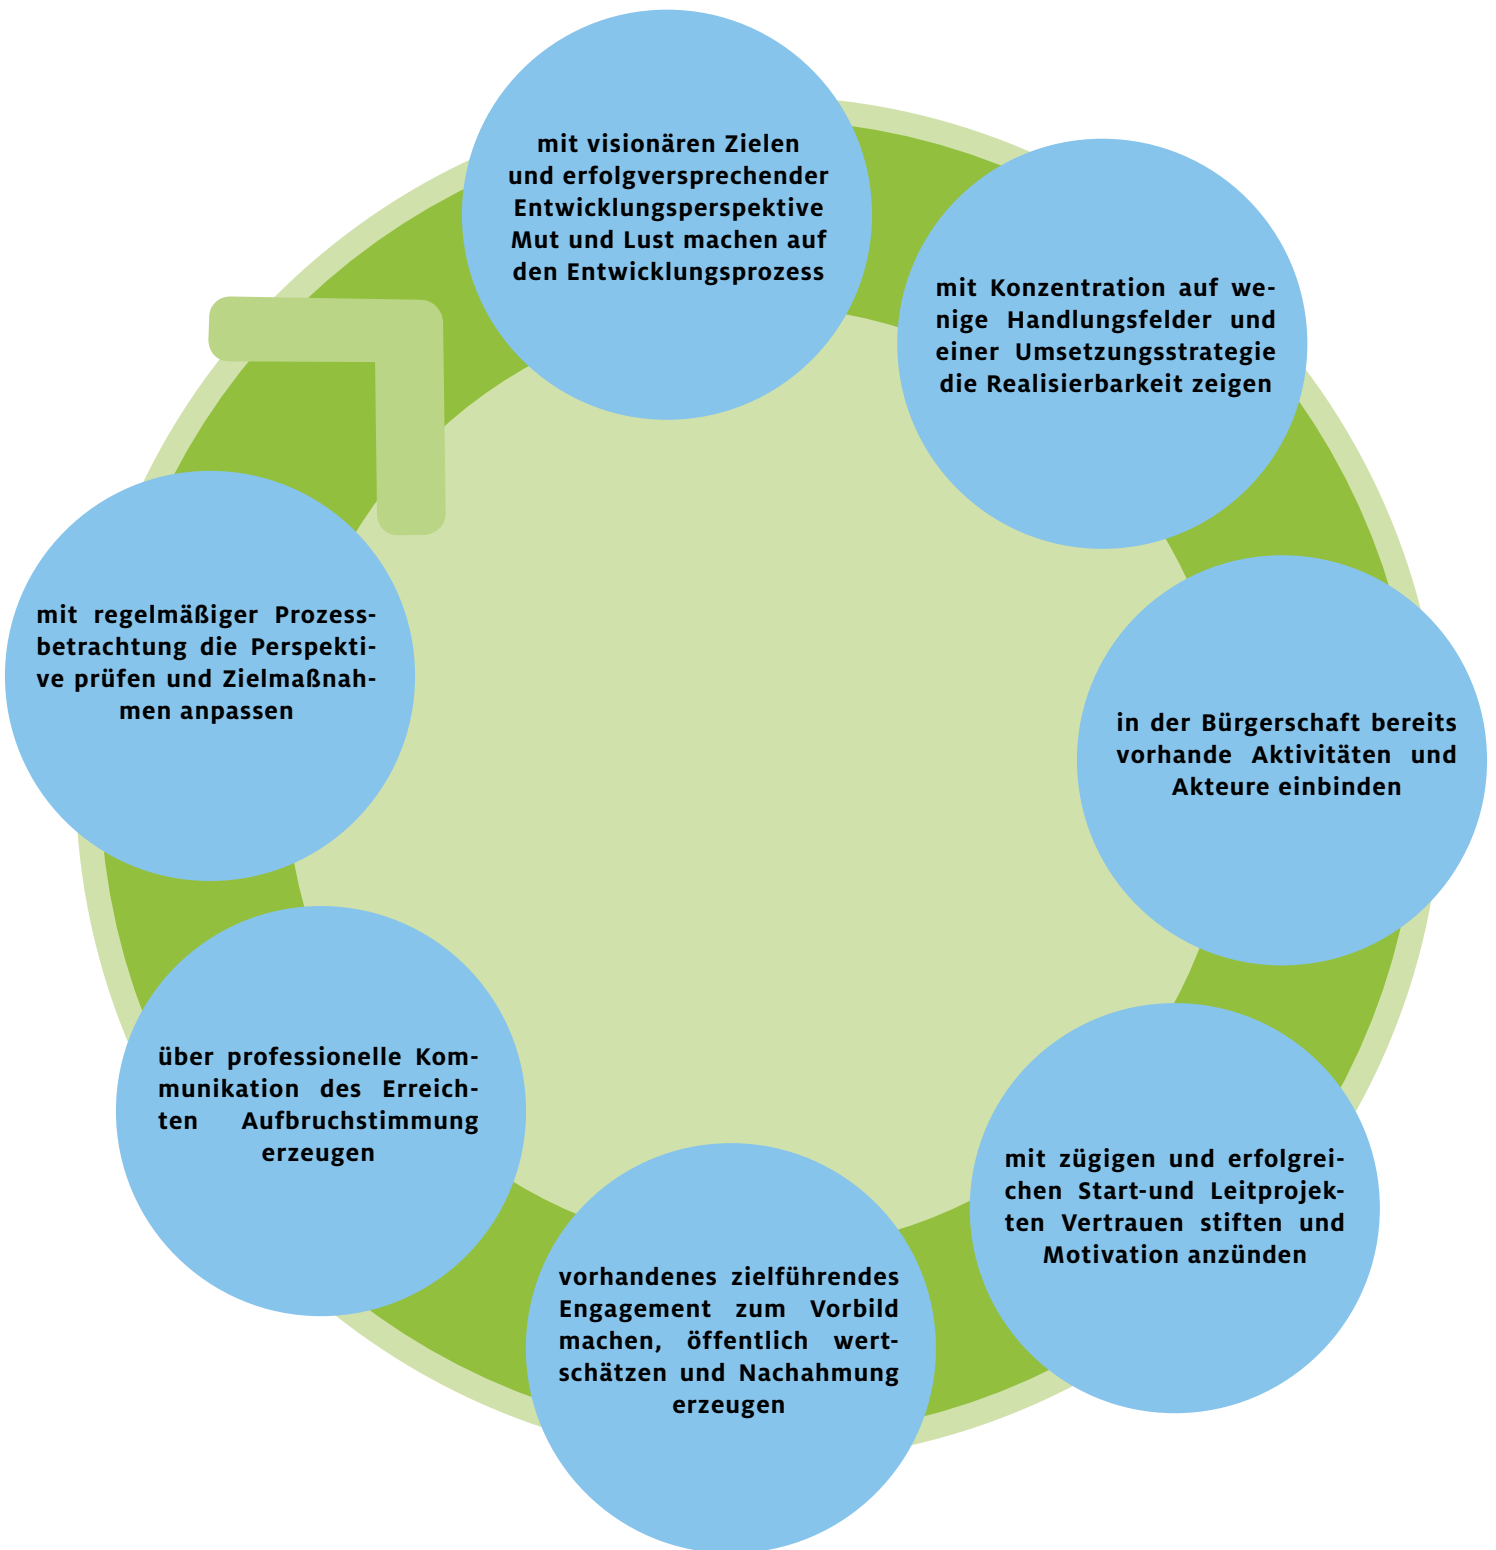 mit visionären Zielen
und erfolgversprechender
Entwicklungsperspektive
Mut und Lust machen auf
den Entwicklungsprozess
mit Konzentration auf we-
nige Handlungsfelder und
einer Umsetzungsstrategie
die Realisierbarkeit zeigen
in der Bürgerschaft bereits
vorhande Aktivitäten und
Akteure einbinden
mit zügigen und erfolgrei-
chen Start-und Leitprojek-
ten Vertrauen stiften und
Motivation anzünden
vorhandenes zielführendes
Engagement zum Vorbild
machen, öffentlich wert-
schätzen und Nachahmung
erzeugen
über professionelle Kom-
munikation des Erreich-
ten Aufbruchstimmung
erzeugen
mit regelmäßiger Prozess-
betrachtung die Perspekti-
ve prüfen und Zielmaßnah-
men anpassen